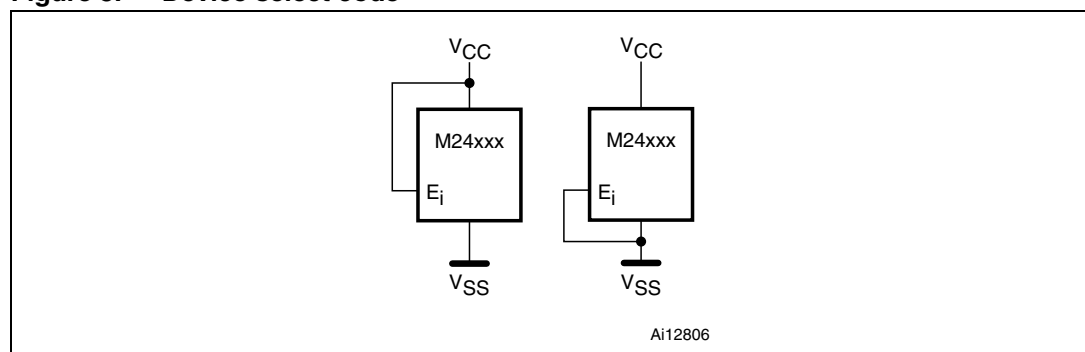 VCC VCC
M24xxx M24xxx
Ei Ei
VSS VSS
Ai12806